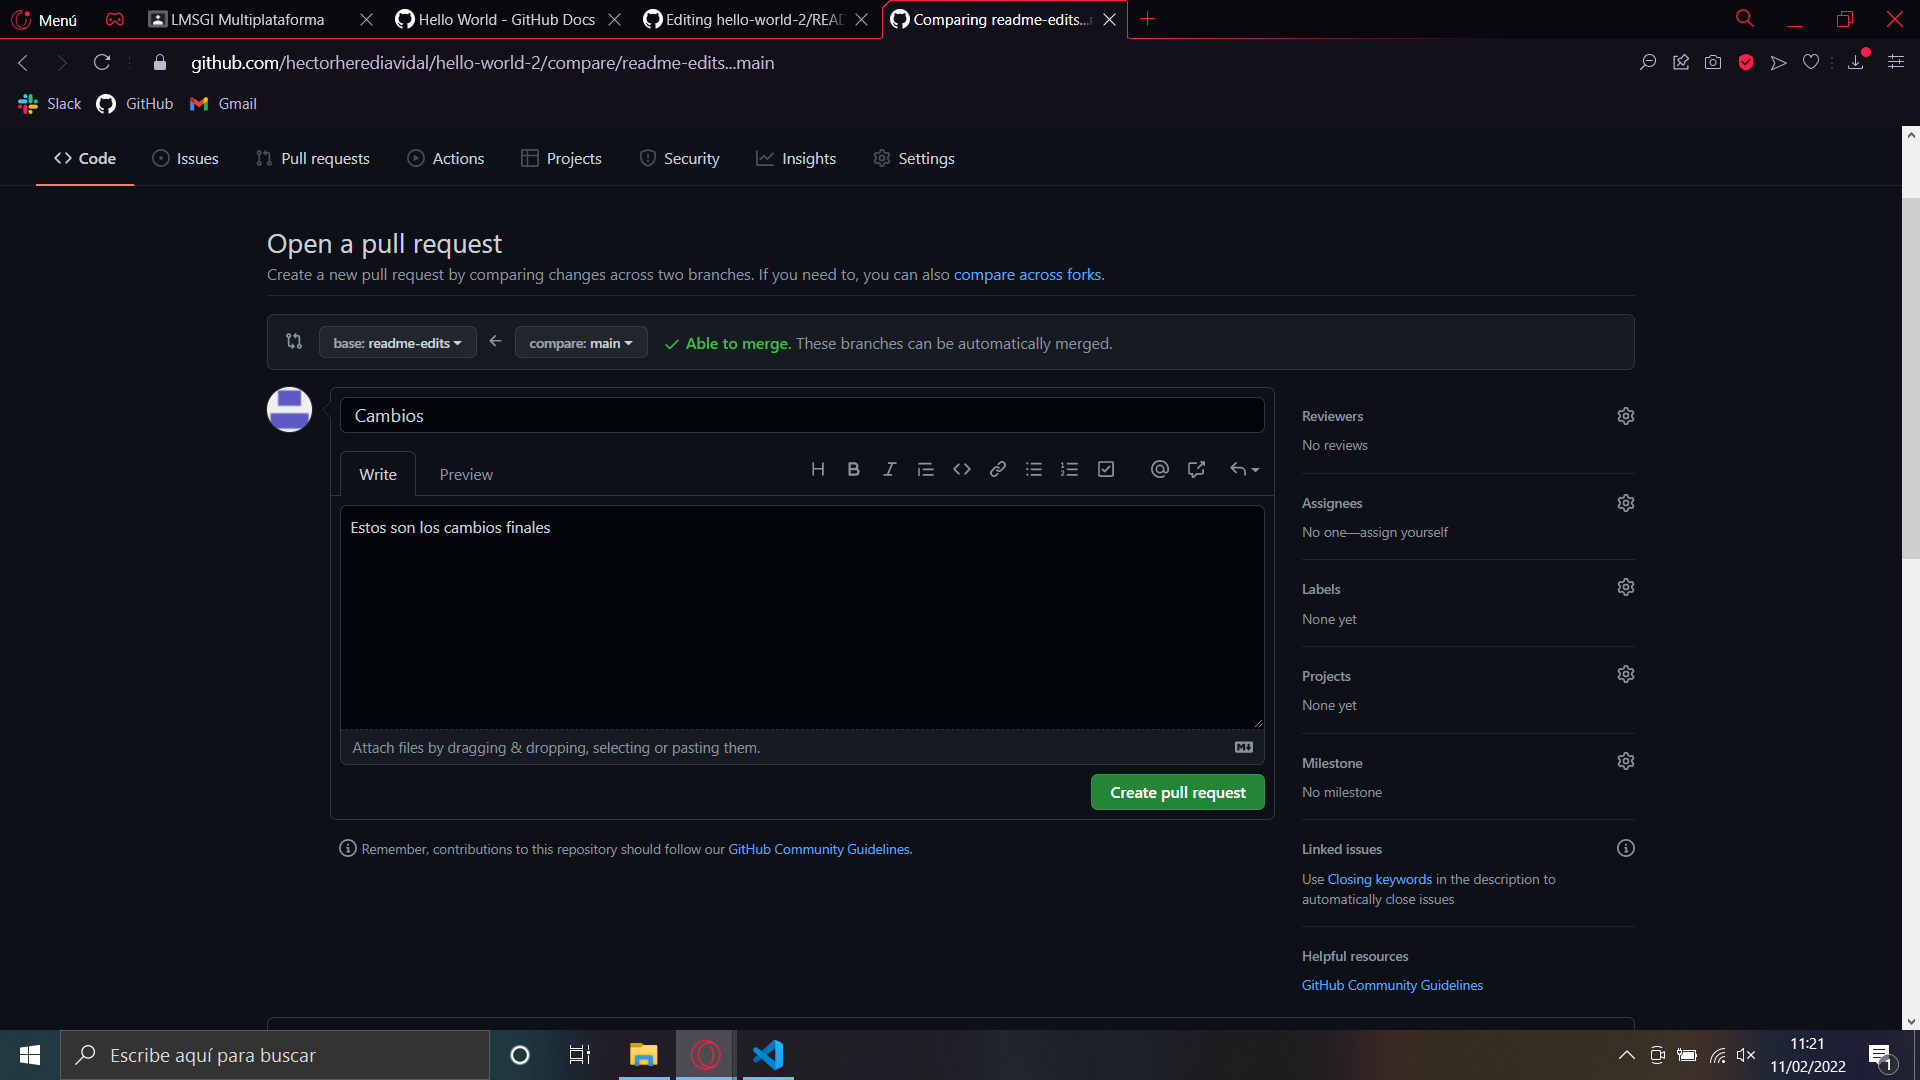 Menú
LMSGI Multiplataforma
Hello World - GitHub Docs
Editing hello-world-2/READ
Comparing readme-edits...
github.com/hectorherediavidal/hello-world-2/compare/readme-edits...main
Slack GitHub Gmail
<> Code Issues Pull requests Actions Projects Security Insights Settings
Open a pull request
Create a new pull request by comparing changes across two branches. If you need to, you can also compare across forks.
base: readme-edits ← compare: main ✓ Able to merge. These branches can be automatically merged.
Cambios
Write Preview
Estos son los cambios finales
Attach files by dragging & dropping, selecting or pasting them.
Create pull request
Remember, contributions to this repository should follow our GitHub Community Guidelines.
Reviewers
No reviews
Assignees
No one—assign yourself
Labels
None yet
Projects
None yet
Milestone
No milestone
Linked issues
Use Closing keywords in the description to
automatically close issues
Helpful resources
GitHub Community Guidelines
Escribe aquí para buscar
11:21
11/02/2022
1